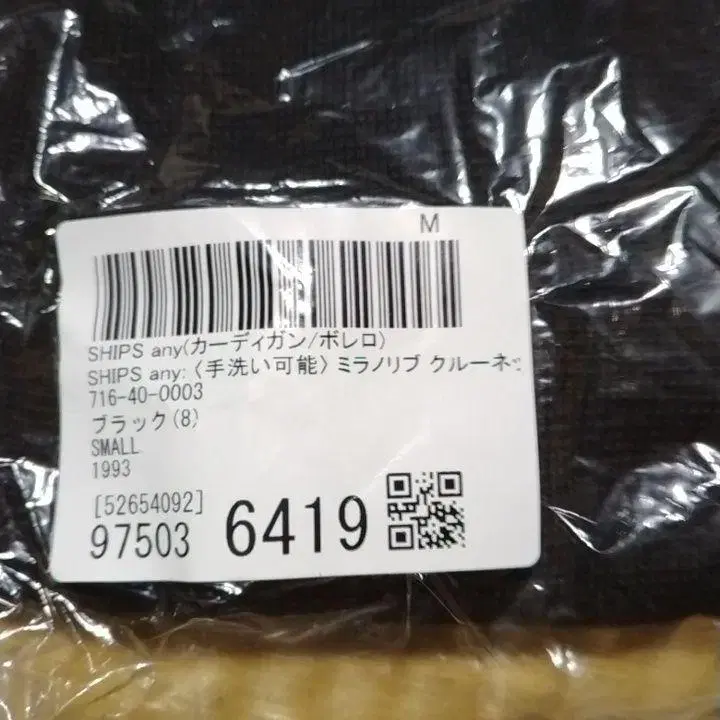 M
SHIPS any(カーディガン/ボレロ)
SHIPS any:〈手洗い可能〉ミラノリブ クルーネッ
716-40-0003
ブラック(8)
SMALL
1993
[52654092]
97503 6419